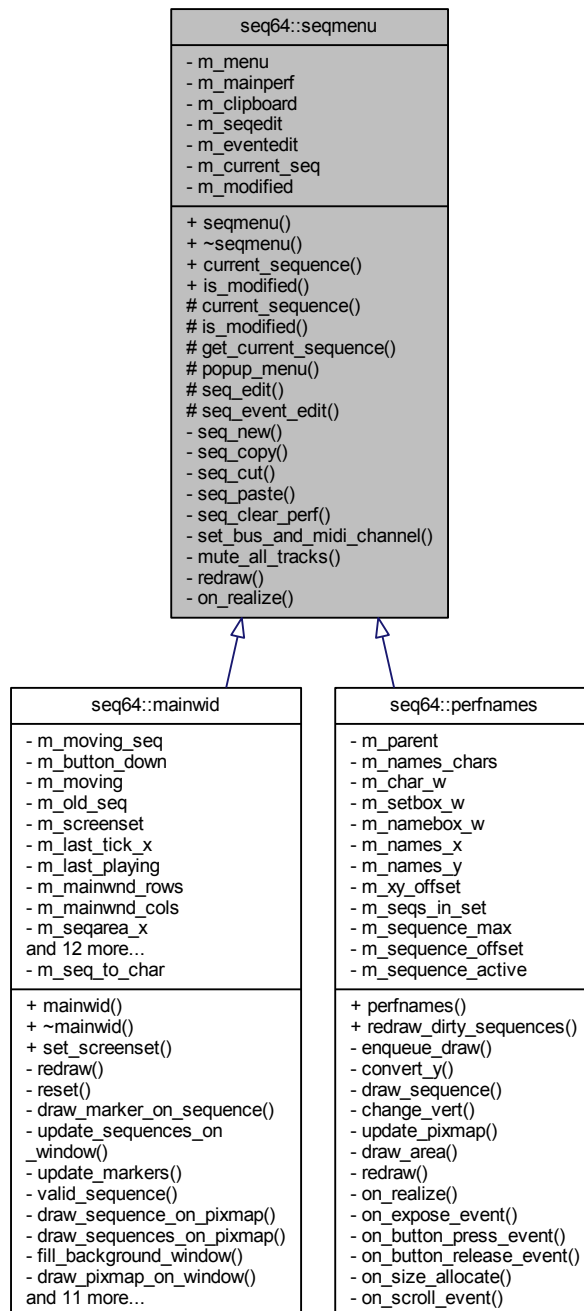 seq64::seqmenu
- m_menu
- m_mainperf
- m_clipboard
- m_seqedit
- m_eventedit
- m_current_seq
- m_modified
+ seqmenu()
+ ~seqmenu()
+ current_sequence()
+ is_modified()
# current_sequence()
# is_modified()
# get_current_sequence()
# popup_menu()
# seq_edit()
# seq_event_edit()
- seq_new()
- seq_copy()
- seq_cut()
- seq_paste()
- seq_clear_perf()
- set_bus_and_midi_channel()
- mute_all_tracks()
- redraw()
- on_realize()
seq64::mainwid
- m_moving_seq
- m_button_down
- m_moving
- m_old_seq
- m_screenset
- m_last_tick_x
- m_last_playing
- m_mainwnd_rows
- m_mainwnd_cols
- m_seqarea_x
and 12 more...
- m_seq_to_char
+ mainwid()
+ ~mainwid()
+ set_screenset()
- redraw()
- reset()
- draw_marker_on_sequence()
- update_sequences_on
_window()
- update_markers()
- valid_sequence()
- draw_sequence_on_pixmap()
- draw_sequences_on_pixmap()
- fill_background_window()
- draw_pixmap_on_window()
and 11 more...
seq64::perfnames
- m_parent
- m_names_chars
- m_char_w
- m_setbox_w
- m_namebox_w
- m_names_x
- m_names_y
- m_xy_offset
- m_seqs_in_set
- m_sequence_max
- m_sequence_offset
- m_sequence_active
+ perfnames()
+ redraw_dirty_sequences()
- enqueue_draw()
- convert_y()
- draw_sequence()
- change_vert()
- update_pixmap()
- draw_area()
- redraw()
- on_realize()
- on_expose_event()
- on_button_press_event()
- on_button_release_event()
- on_size_allocate()
- on_scroll_event()